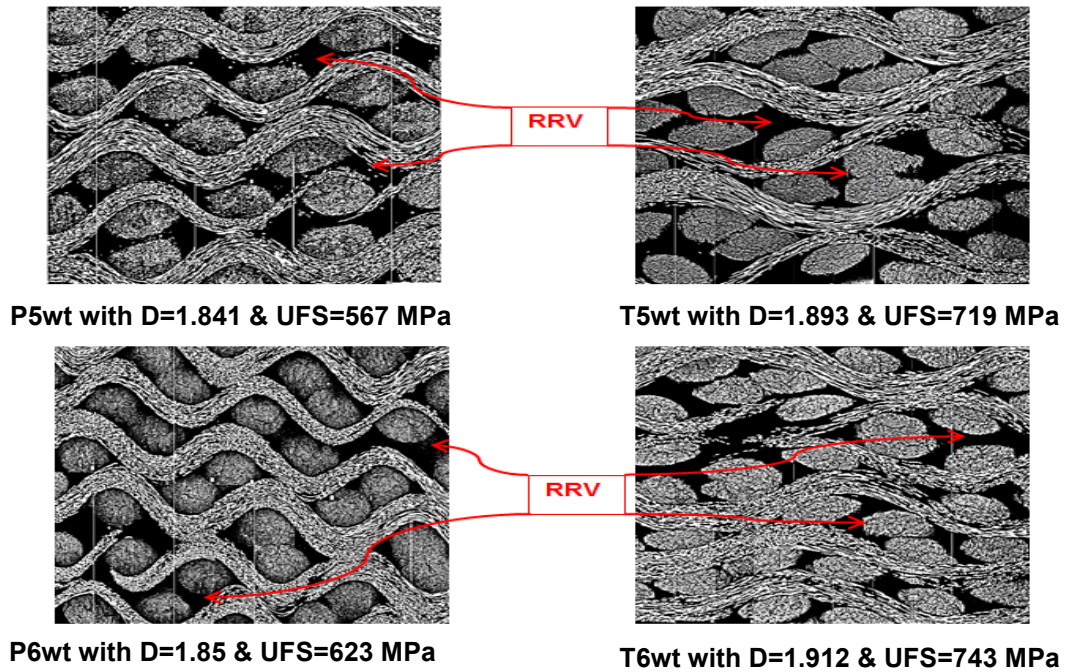 RRV
P5wt with D=1.841 & UFS=567 MPa
T5wt with D=1.893 & UFS=719 MPa
RRV
P6wt with D=1.85 & UFS=623 MPa
T6wt with D=1.912 & UFS=743 MPa